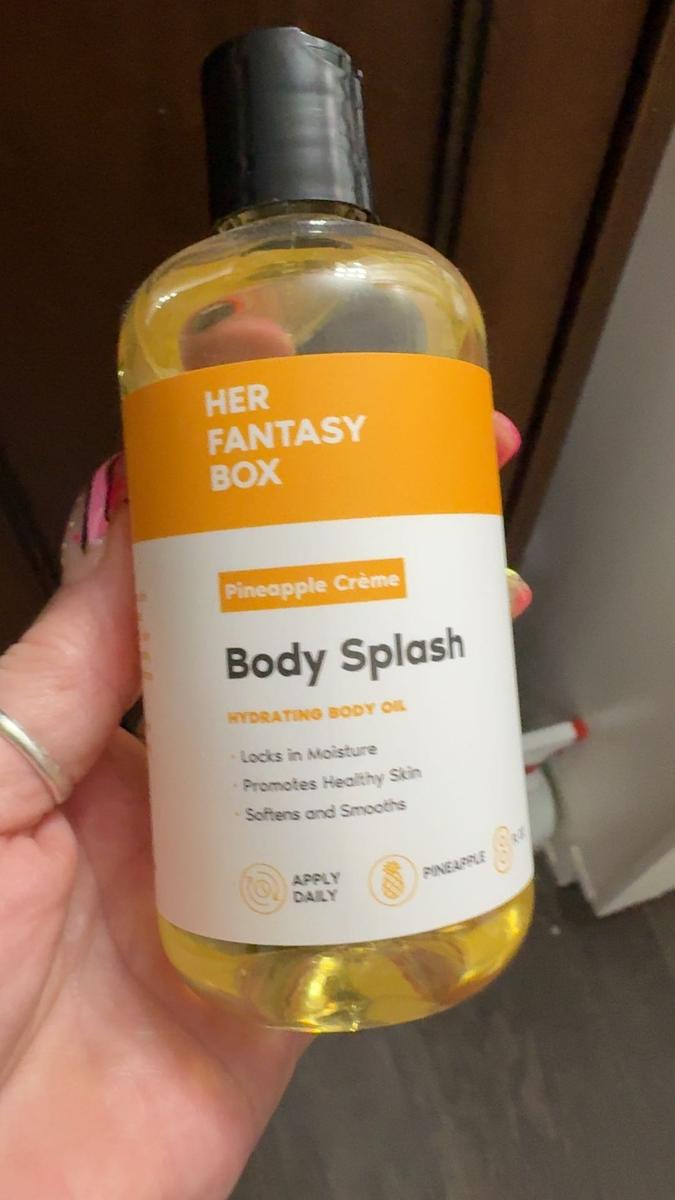 HER
FANTASY
BOX
Pineapple Crème
Body Splash
HYDRATING BODY OIL
· Locks in Moisture
· Promotes Healthy Skin
· Softens and Smooths
APPLY
DAILY
PINEAPPLE